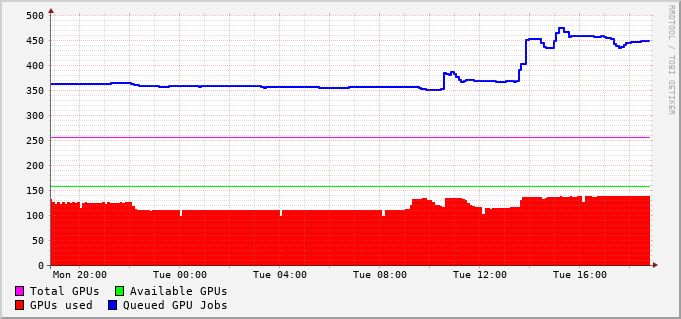 500
450
400
350
300
250
200
150
100
50
0
Mon 20:00 Tue 00:00 Tue 04:00 Tue 08:00 Tue 12:00 Tue 16:00
Total GPUs Available GPUs
GPUs used Queued GPU Jobs
RRDTOOL / TOBI OETIKER